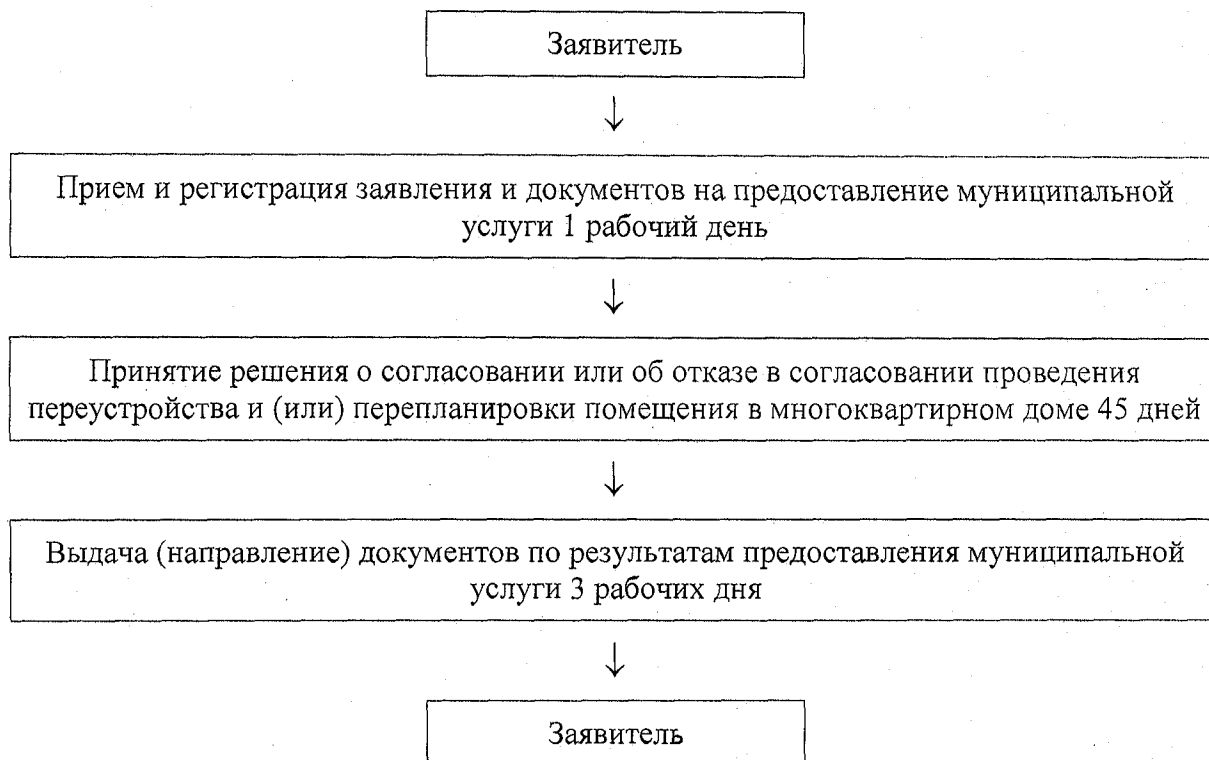 Заявитель
Прием и регистрация заявления и документов на предоставление муниципальной
услуги 1 рабочий день
Принятие решения о согласовании или об отказе в согласовании проведения
переустройства и (или) перепланировки помещения в многоквартирном доме 45 дней
Выдача (направление) документов по результатам предоставления муниципальной
услуги 3 рабочих дня
Заявитель